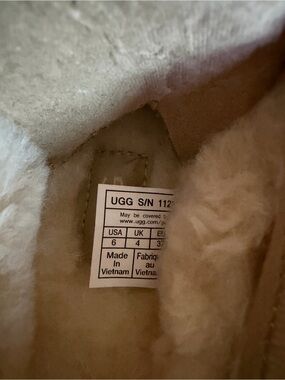 UGG S/N 112
May be covered
www.ugg.com/
USA UK
6 4 37
Made Fabriqu
In au
Vietnam Vietna